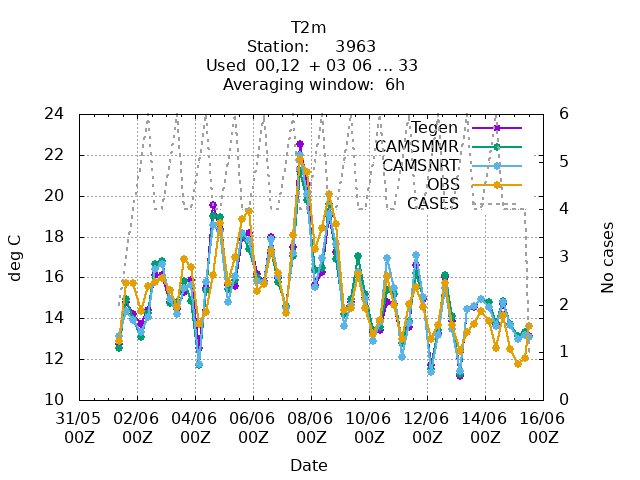 T2m
Station:     3963
Used  00,12  + 03 06 ... 33
Averaging window:  6h
24
22
20
18
16
14
12
10
deg C
6
5
4
3
2
1
0
No cases
Tegen
CAMSMMR
CAMSNRT
OBS
CASES
31/05 02/06 04/06 06/06 08/06 10/06 12/06 14/06 16/06
00Z 00Z 00Z 00Z 00Z 00Z 00Z 00Z 00Z
Date